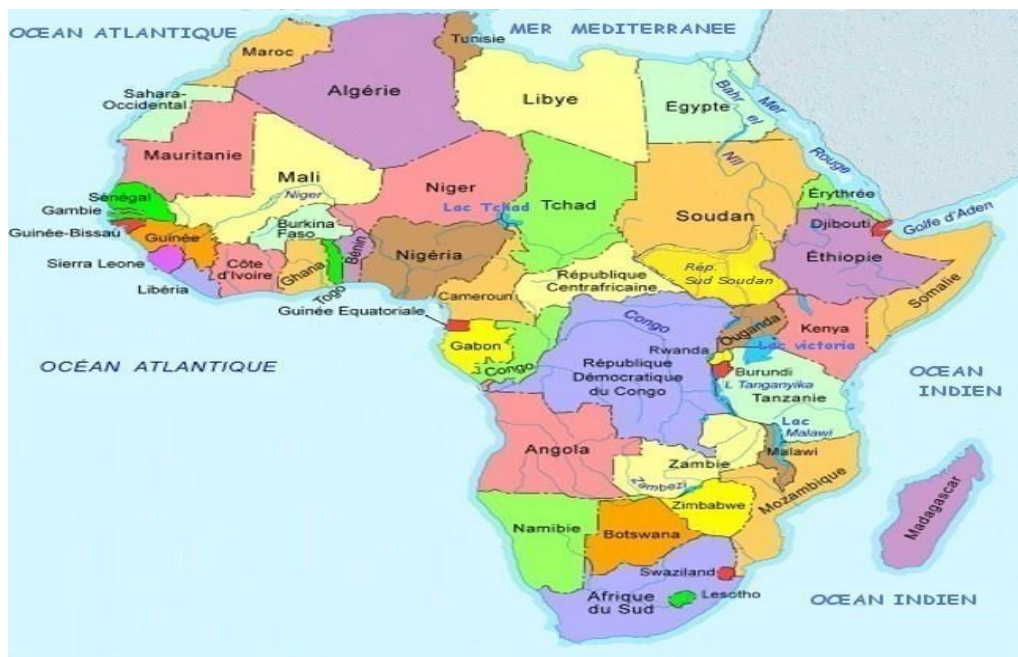 OCEAN ATLANTIQUE
MER MEDITERRANEE
Tunisie
Maroc
Algérie
Libye
Egypte
Bahr el
Nil
Mer
Rouge
Sahara-
Occidental
Mauritanie
Mali
Niger
Niger
Lac Tchad
Tchad
Soudan
Érythrée
Djibouti
Golfe d'Aden
Sénégal
Gambie
Guinée-Bissau
Guinée
Sierra Leone
Libéria
Côte
d'Ivoire
Burkina
Faso
Ghana
Togo
Bénin
Nigéria
Cameroun
République
Centrafricaine
Rép.
Sud Soudan
Éthiopie
Somalie
Guinée Equatoriale
Gabon
Congo
Congo
République
Démocratique
du Congo
Ouganda
Kenya
Lac victoria
Rwanda
Burundi
L Tanganyika
Tanzanie
OCÉAN ATLANTIQUE
OCEAN
INDIEN
Lac
Malawi
Malawi
Angola
Zambie
Zambezi
Mozambique
Zimbabwe
Namibie
Botswana
Madagascar
Swaziland
Lesotho
Afrique
du Sud
OCEAN INDIEN